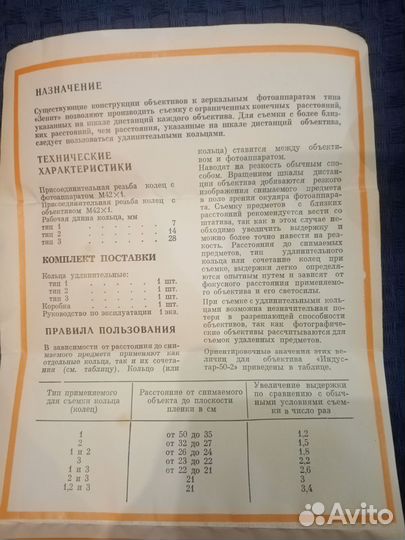 НАЗНАЧЕНИЕ
Существующие конструкции объективов к зеркальным фотоаппаратам типа
«Зенит» позволяют производить съемку с ограниченных конечных расстояний,
указанных на шкале дистанций каждого объектива. Для съемки с более близ-
ких расстояний, чем расстояния, указанные на шкале дистанций объектива,
следует пользоваться удлинительными кольцами.
ТЕХНИЧЕСКИЕ
ХАРАКТЕРИСТИКИ
Присоединительная резьба колец с
фотоаппаратом М42×1.
Присоединительная резьба колец с
объективом М42×1.
Рабочая длина кольца, мм
тип 1 . . . . . . 7
тип 2 . . . . . . 14
тип 3 . . . . . . 28
КОМПЛЕКТ ПОСТАВКИ
Кольца удлинительные:
тип 1 . . . . . . 1 шт.
тип 2 . . . . . . 1 шт.
тип 3 . . . . . . 1 шт.
Коробка . . . . . . 1 шт.
Руководство по эксплуатации 1 экз.
ПРАВИЛА ПОЛЬЗОВАНИЯ
В зависимости от расстояния до сни-
маемого предмета применяют как
отдельные кольца, так и их сочета-
ния (см. таблицу). Кольцо (или
кольца) ставится между объекти-
вом и фотоаппаратом.
Наводят на резкость обычным спо-
собом. Вращением шкалы дистан-
ции объектива добиваются резкого
изображения снимаемого предмета
в поле зрения окуляра фотоаппара-
та. Съемку предметов с близких
расстояний рекомендуется вести со
штатива, так как в этом случае не-
обходимо увеличить выдержку и
можно более точно навести на рез-
кость. Расстояния до снимаемых
предметов, тип удлинительного
кольца или сочетание колец при
съемке, выдержки легко определя-
ются опытным путем и зависят от
фокусного расстояния применяемо-
го объектива и его светосилы.
При съемке с удлинительными коль-
цами возможна незначительная по-
теря в разрешающей способности
объективов, так как фотографиче-
ские объективы рассчитываются для
съемок удаленных предметов.
Ориентировочные значения этих ве-
личин для объектива «Индус-
тар-50-2» приведены в таблице.
Тип применяемого
для съемки кольца
(колец)
Расстояние от снимаемого
объекта до плоскости
пленки в см
Увеличение выдержки
по сравнению с обыч-
ными условиями съем-
ки в число раз
1 от 50 до 35 1,2
2 от 32 до 27 1,5
1 и 2 от 26 до 24 1,8
3 от 23 до 22 2,2
1 и 3 от 22 до 21 2,6
2 и 3 21 3
1,2 и 3 21 3,4
Avito